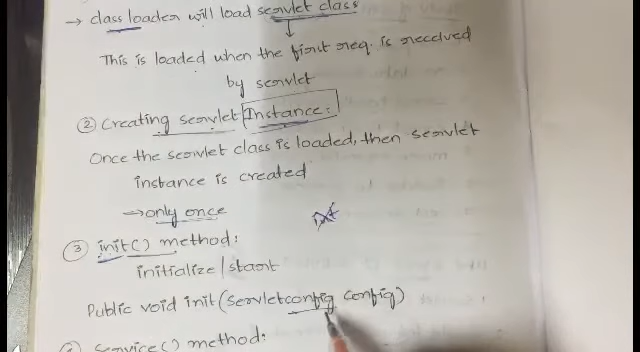 → class loader will load servlet class
This is loaded when the first req. is received
by servlet
② Creating servlet Instance:
Once the servlet class is loaded, then servlet
instance is created
→ only once
③ init() method:
initialize/start
Public void init(servletconfig config)
service() method: